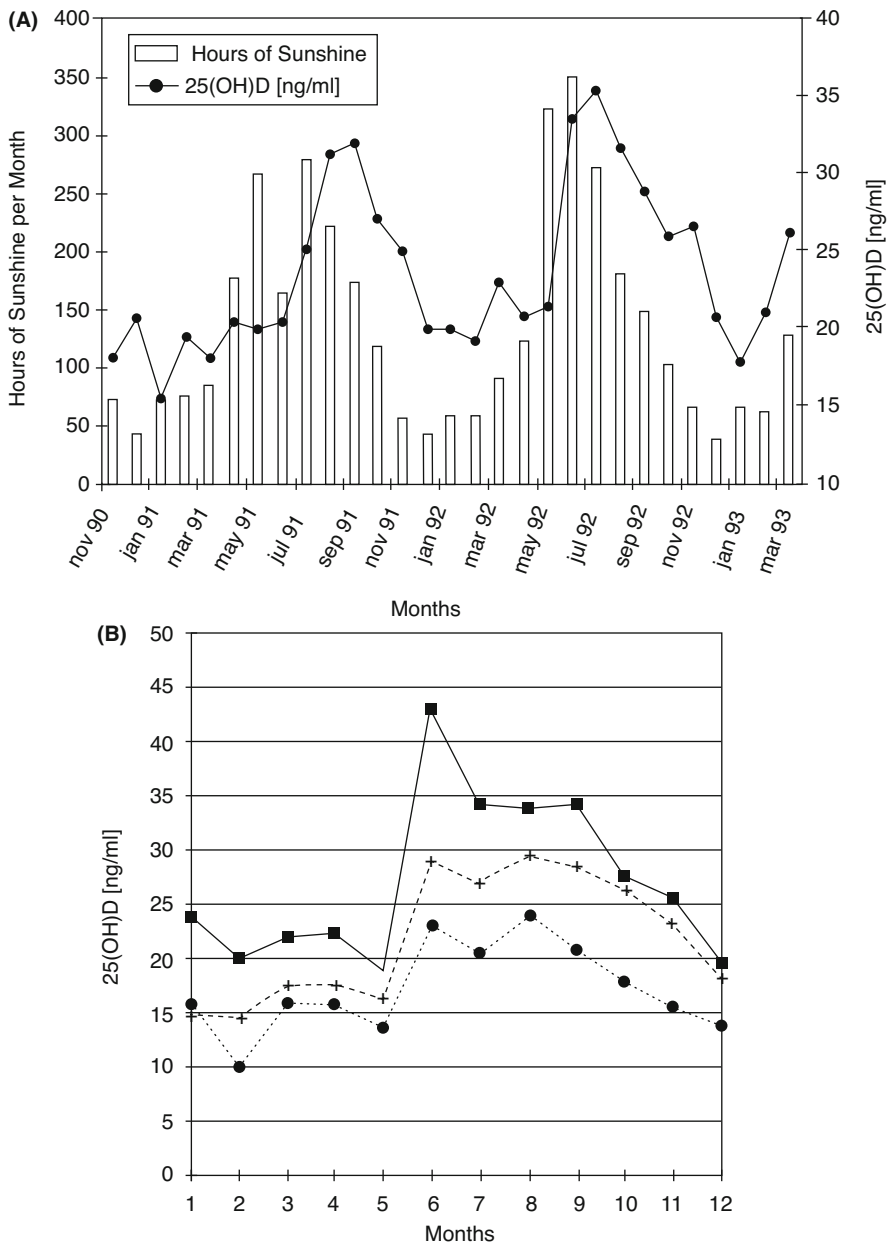 (A)
Hours of Sunshine
25(OH)D [ng/ml]
400
350
300
250
200
150
100
50
0
Hours of Sunshine per Month
40
35
30
25
20
15
10
25(OH)D [ng/ml]
nov 90
jan 91
mar 91
may 91
jul 91
sep 91
nov 91
jan 92
mar 92
may 92
jul 92
sep 92
nov 92
jan 93
mar 93
Months
(B)
50
45
40
35
30
25
20
15
10
5
0
25(OH)D [ng/ml]
1 2 3 4 5 6 7 8 9 10 11 12
Months